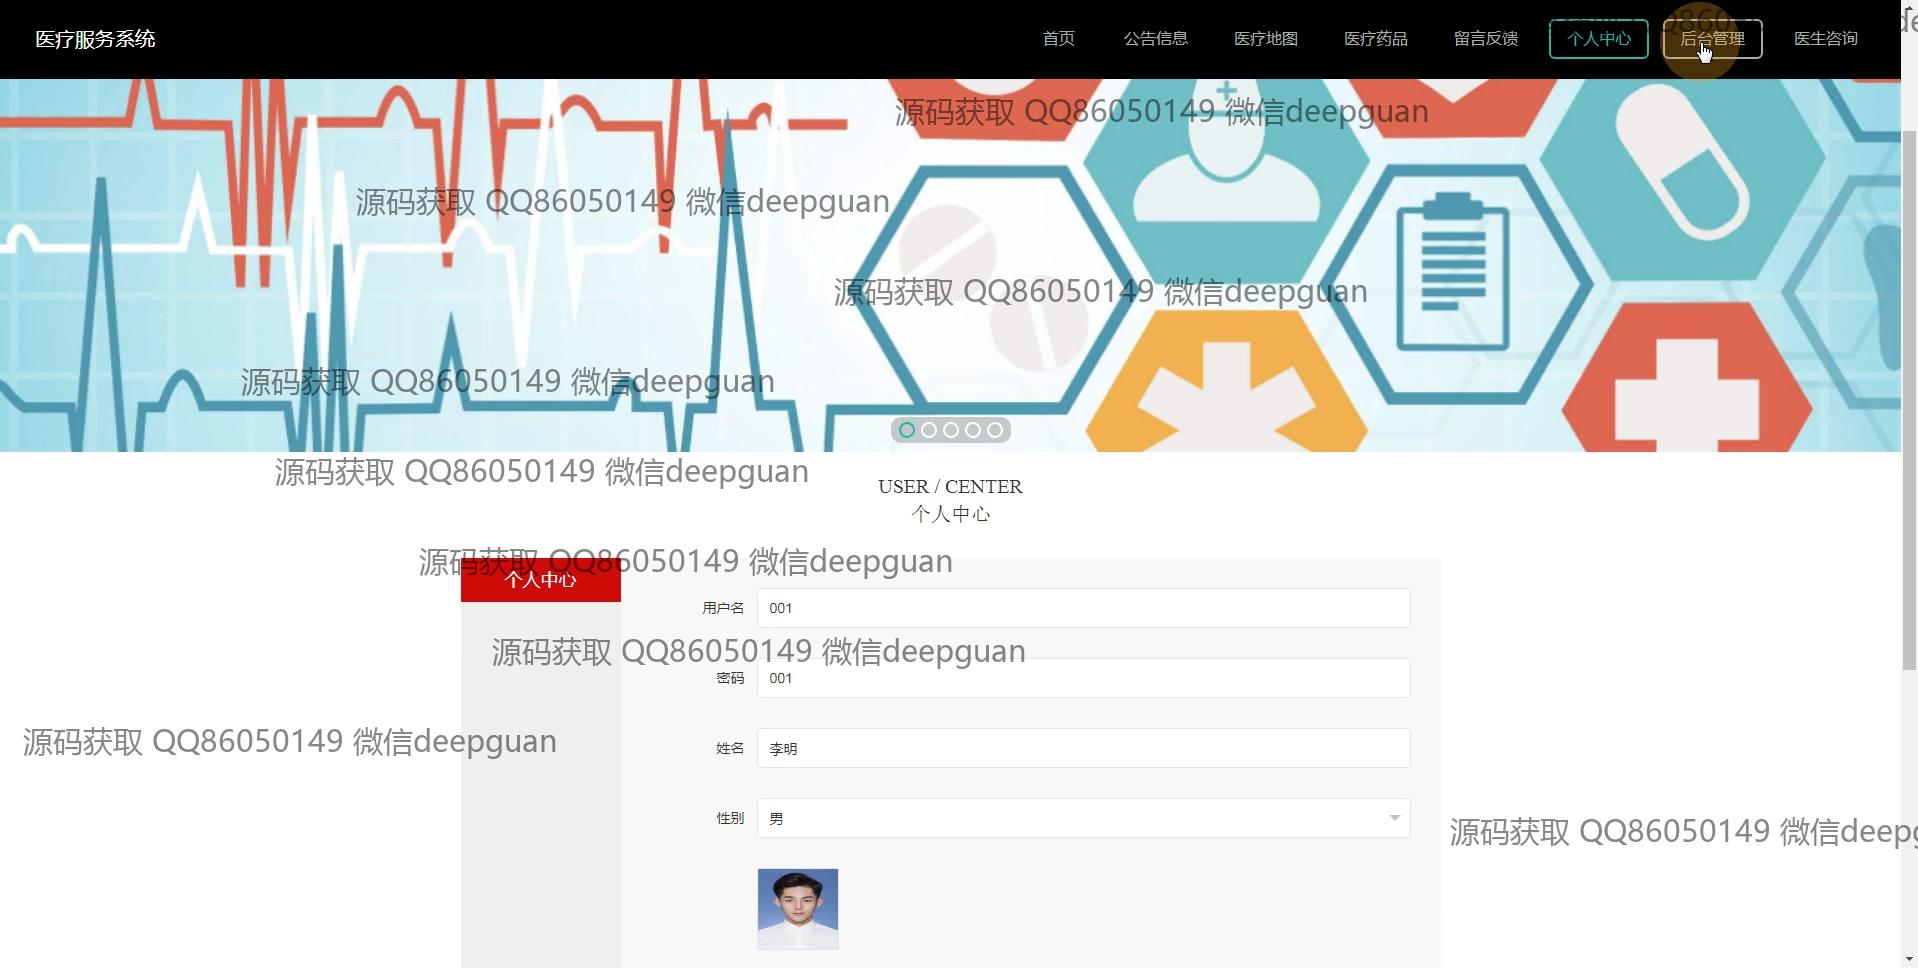 医疗服务系统
首页
公告信息
医疗地图
医疗药品
留言反馈
个人中心
后台管理
医生咨询
源码获取 QQ86050149 微信deepguan
源码获取 QQ86050149 微信deepguan
源码获取 QQ86050149 微信deepguan
源码获取 QQ86050149 微信deepguan
源码获取 QQ86050149 微信deepguan
USER / CENTER
个人中心
源码获取 QQ86050149 微信deepguan
个人中心
用户名 001
源码获取 QQ86050149 微信deepguan
密码 001
源码获取 QQ86050149 微信deepguan
姓名 李明
性别 男
源码获取 QQ86050149 微信deep